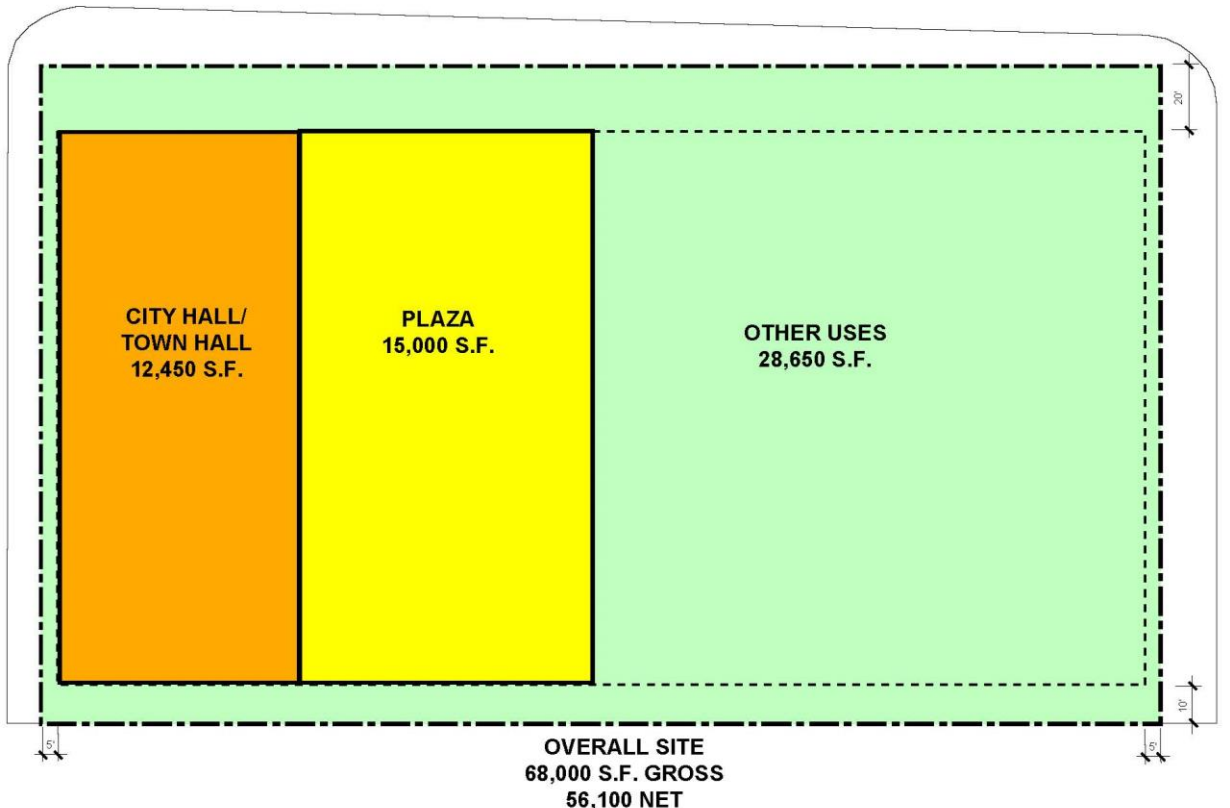 20'
CITY HALL/
TOWN HALL
12,450 S.F.
PLAZA
15,000 S.F.
OTHER USES
28,650 S.F.
10'
5'
5'
OVERALL SITE
68,000 S.F. GROSS
56,100 NET